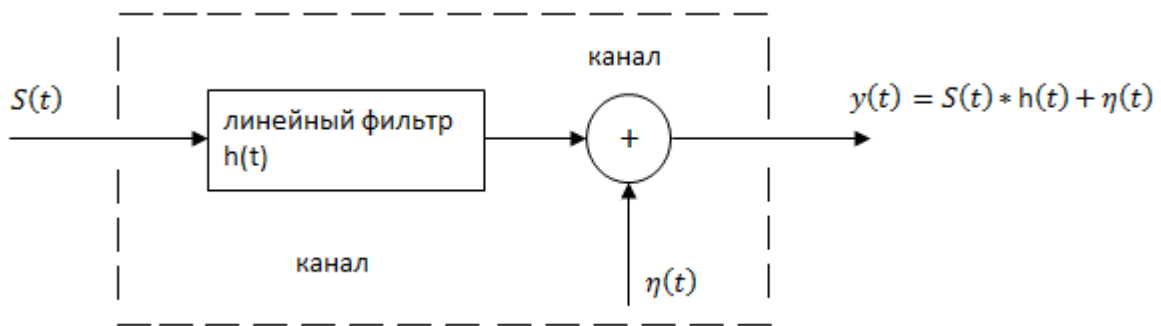 канал
S(t)
y(t) = S(t) * h(t) + η(t)
линейный фильтр
h(t)
+
канал
η(t)